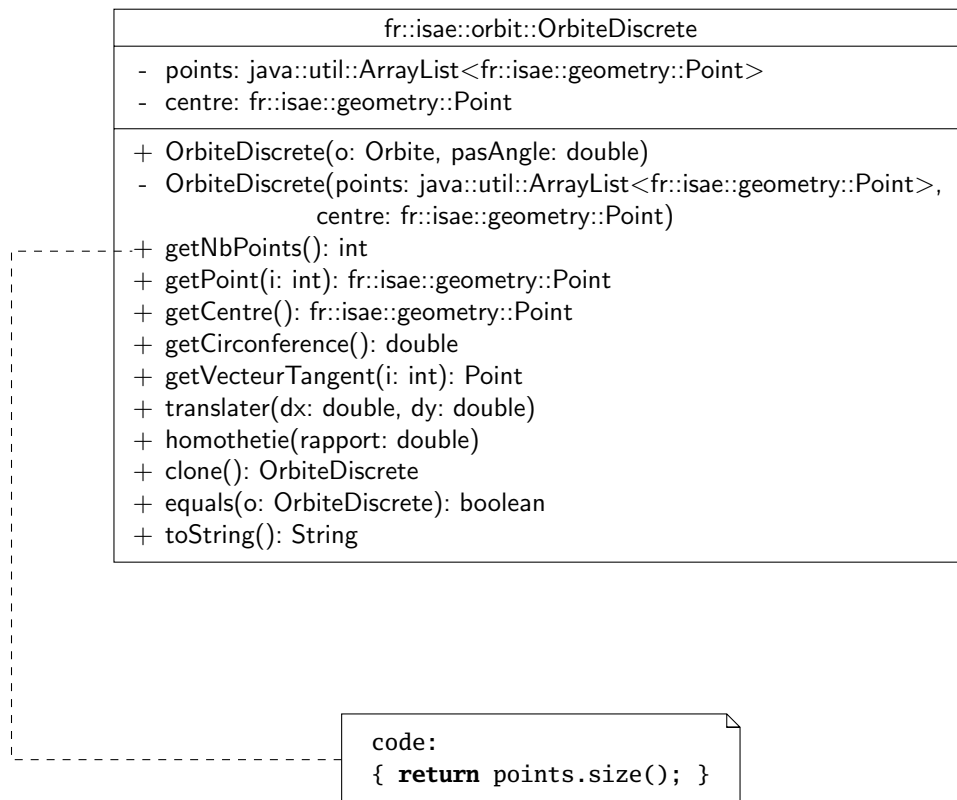 fr::isae::orbit::OrbiteDiscrete
- points: java::util::ArrayList<fr::isae::geometry::Point>
- centre: fr::isae::geometry::Point
+ OrbiteDiscrete(o: Orbite, pasAngle: double)
- OrbiteDiscrete(points: java::util::ArrayList<fr::isae::geometry::Point>,
centre: fr::isae::geometry::Point)
+ getNbPoints(): int
+ getPoint(i: int): fr::isae::geometry::Point
+ getCentre(): fr::isae::geometry::Point
+ getCirconference(): double
+ getVecteurTangent(i: int): Point
+ translater(dx: double, dy: double)
+ homothetie(rapport: double)
+ clone(): OrbiteDiscrete
+ equals(o: OrbiteDiscrete): boolean
+ toString(): String
code:
{ return points.size(); }